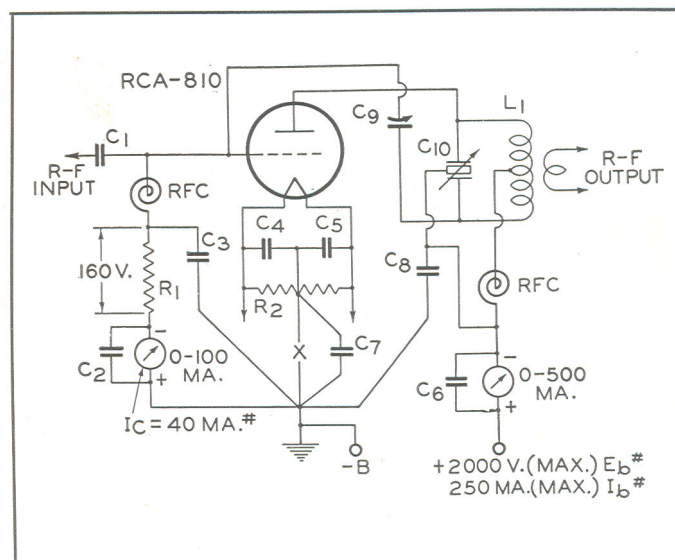 RCA-810
C1
R-F
INPUT
RFC
C9
L1
C10
R-F
OUTPUT
C4
C5
C3
160 V.
R1
R2
C8
RFC
C2
0-100
MA.
-
+
X
C7
C6
0-500
MA.
-
+
IC = 40 MA.#
-B
+2000 V.(MAX.) Eb#
250 MA.(MAX.) Ib#